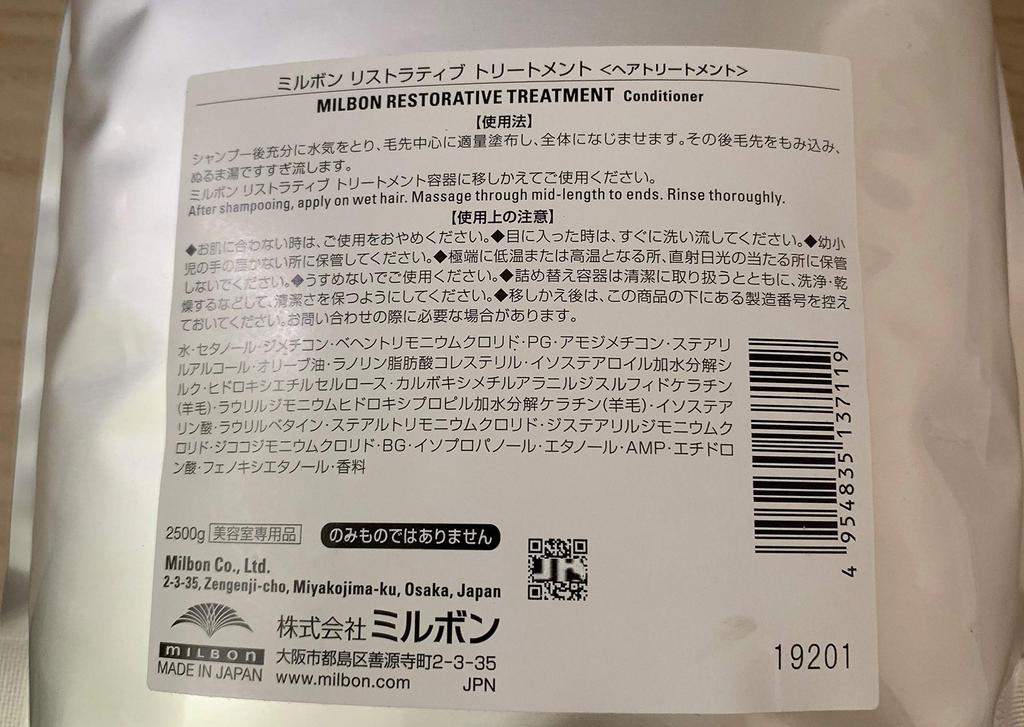 ミルボン リストラティブ トリートメント <ヘアトリートメント>
MILBON RESTORATIVE TREATMENT Conditioner
【使用法】
シャンプー後充分に水気をとり、毛先中心に適量塗布し、全体になじませます。その後毛先をもみ込み、
ぬるま湯ですすぎ流します。
ミルボン リストラティブ トリートメント容器に移しかえてご使用ください。
After shampooing, apply on wet hair. Massage through mid-length to ends. Rinse thoroughly.
【使用上の注意】
◆お肌に合わない時は、ご使用をおやめください。◆目に入った時は、すぐに洗い流してください。◆幼小
児の手の届かない所に保管してください。◆極端に低温または高温となる所、直射日光の当たる所に保管
しないでください。◆うすめないでご使用ください。◆詰め替え容器は清潔に取り扱うとともに、洗浄・乾
燥するなどして、清潔さを保つようにしてください。◆移しかえ後は、この商品の下にある製造番号を控え
ておいてください。お問い合わせの際に必要な場合があります。
水・セタノール・ジメチコン・ベヘントリモニウムクロリド・PG・アモジメチコン・ステアリ
ルアルコール・オリーブ油・ラノリン脂肪酸コレステリル・イソステアロイル加水分解シ
ルク・ヒドロキシエチルセルロース・カルボキシメチルアラニルジスルフィドケラチン
(羊毛)・ラウリルジモニウムヒドロキシプロピル加水分解ケラチン(羊毛)・イソステア
リン酸・ラウリルベタイン・ステアルトリモニウムクロリド・ジステアリルジモニウムク
ロリド・ジココジモニウムクロリド・BG・イソプロパノール・エタノール・AMP・エチドロ
ン酸・フェノキシエタノール・香料
4 954835 137119
2500g 美容室専用品 のみものではありません
Milbon Co., Ltd.
2-3-35, Zengenji-cho, Miyakojima-ku, Osaka, Japan
株式会社 ミルボン
MILBON
大阪市都島区善源寺町2-3-35
MADE IN JAPAN
www.milbon.com JPN
19201